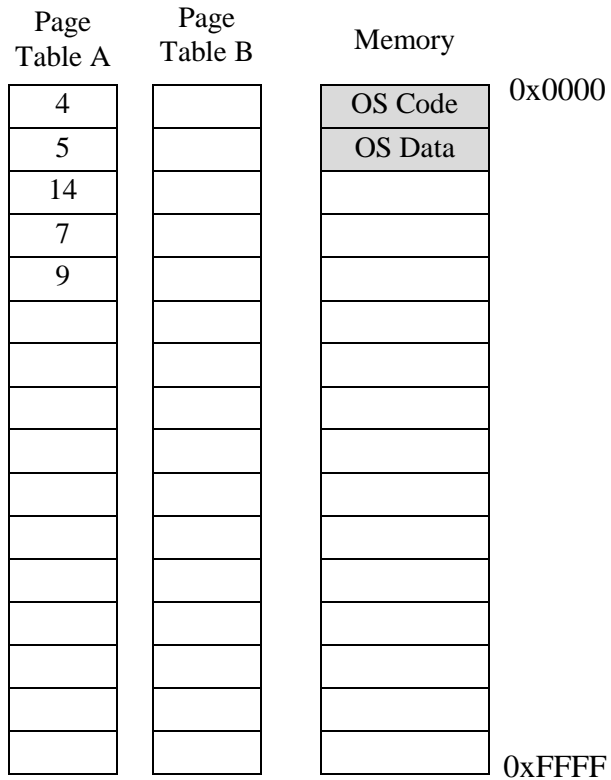 Page
Table A
Page
Table B
Memory
4
OS Code
0x0000
5
OS Data
14
7
9
0xFFFF